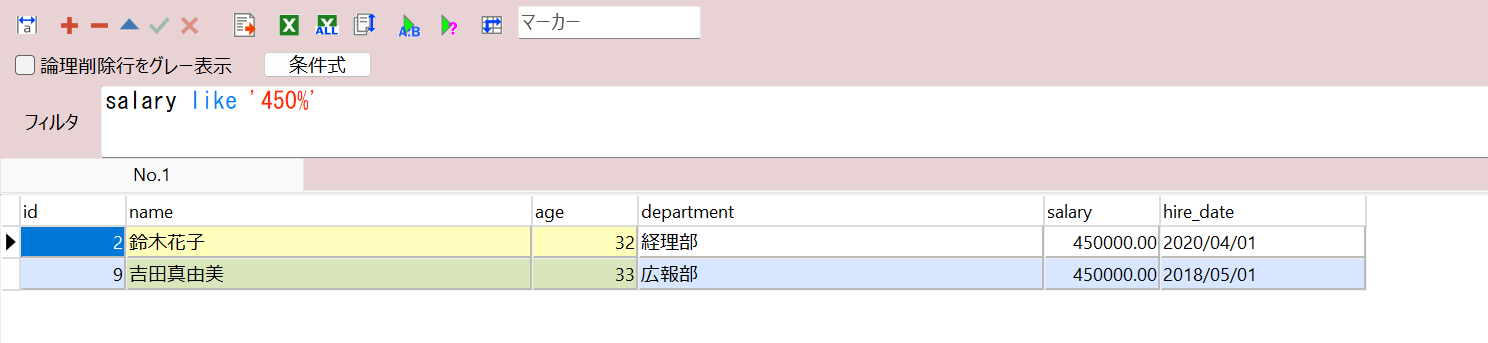 a
ALL
A.B
?
マーカー
論理削除行をグレー表示 条件式
フィルタ
salary like '450%'
No.1
id name age department salary hire_date
2 鈴木花子 32 経理部 450000.00 2020/04/01
9 吉田真由美 33 広報部 450000.00 2018/05/01